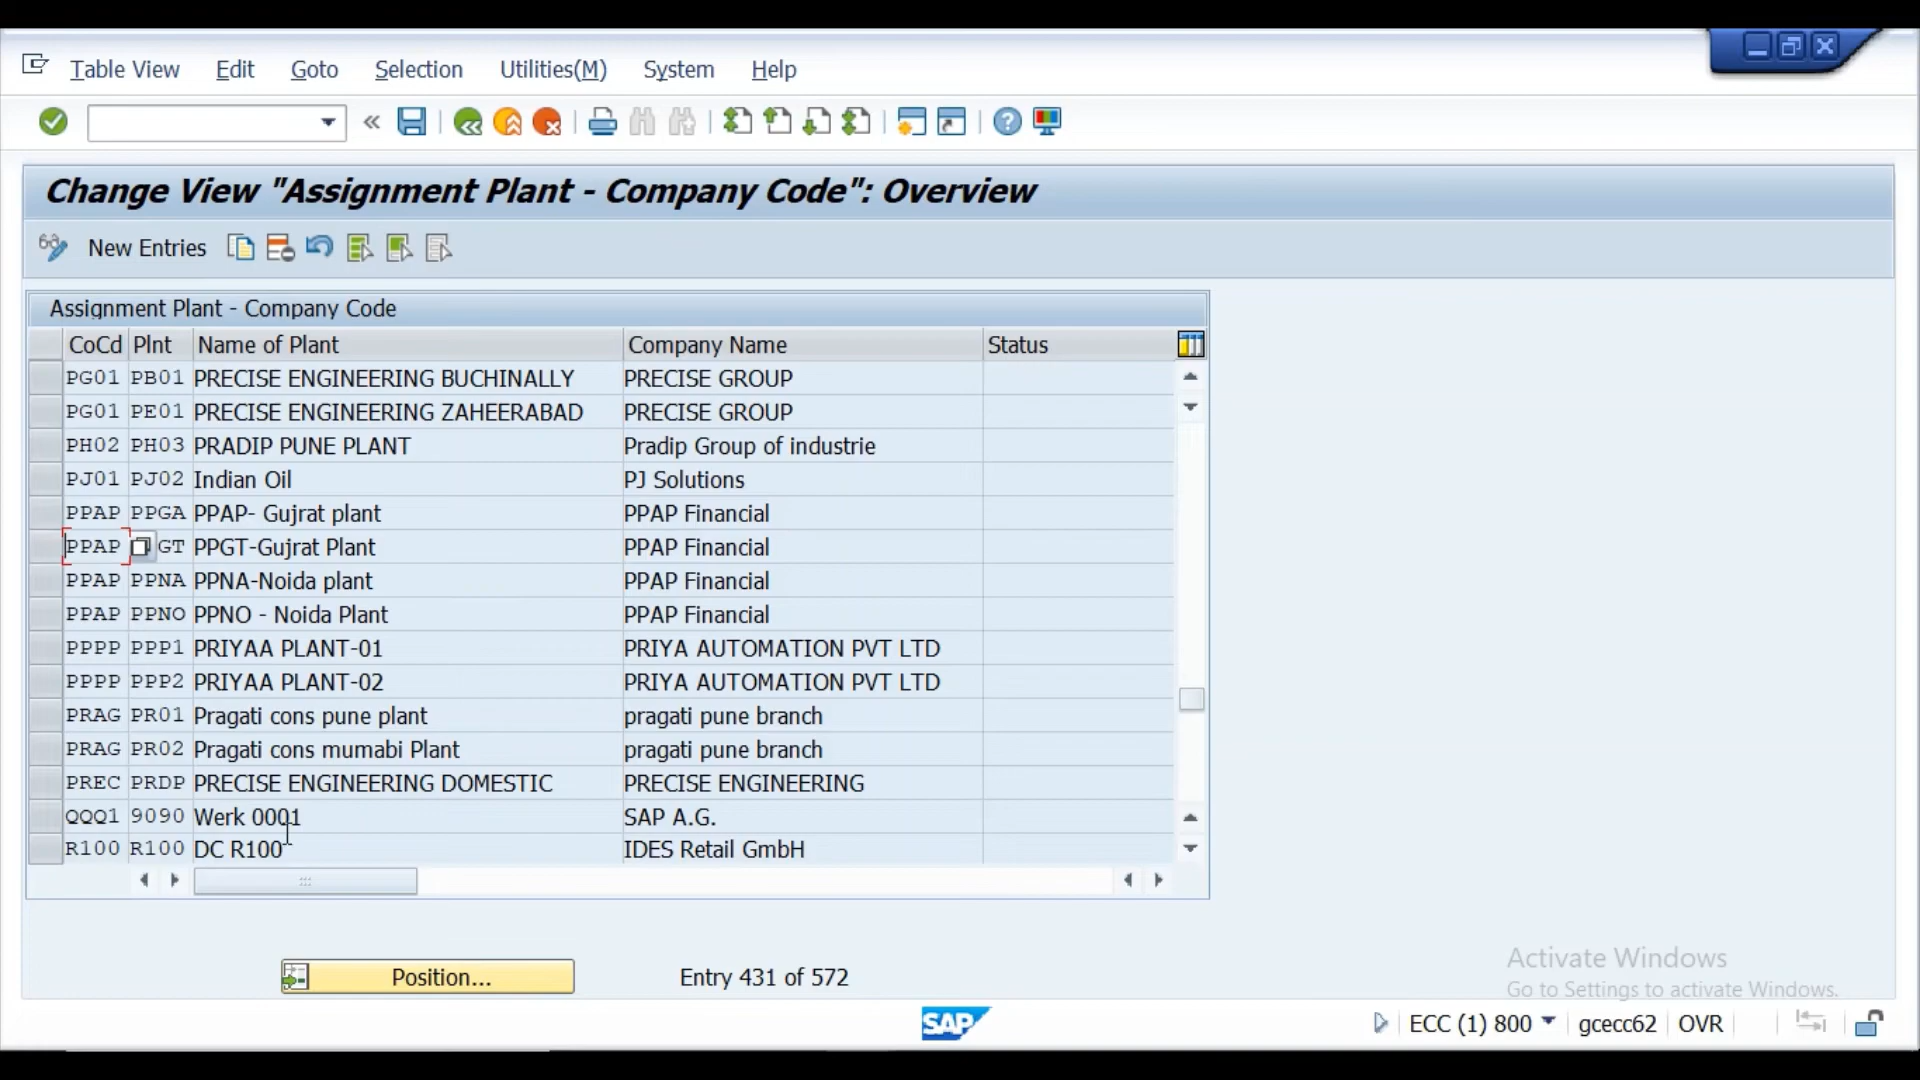 Table View Edit Goto Selection Utilities(M) System Help
Change View "Assignment Plant - Company Code": Overview
New Entries
Assignment Plant - Company Code
CoCd Plnt Name of Plant Company Name Status
PG01 PB01 PRECISE ENGINEERING BUCHINALLY PRECISE GROUP
PG01 PE01 PRECISE ENGINEERING ZAHEERABAD PRECISE GROUP
PH02 PH03 PRADIP PUNE PLANT Pradip Group of industrie
PJ01 PJ02 Indian Oil PJ Solutions
PPAP PPGA PPAP- Gujrat plant PPAP Financial
PPAP GT PPGT-Gujrat Plant PPAP Financial
PPAP PPNA PPNA-Noida plant PPAP Financial
PPAP PPNO PPNO - Noida Plant PPAP Financial
PPPP PPP1 PRIYAA PLANT-01 PRIYA AUTOMATION PVT LTD
PPPP PPP2 PRIYAA PLANT-02 PRIYA AUTOMATION PVT LTD
PRAG PR01 Pragati cons pune plant pragati pune branch
PRAG PR02 Pragati cons mumabi Plant pragati pune branch
PREC PRDP PRECISE ENGINEERING DOMESTIC PRECISE ENGINEERING
QQQ1 9090 Werk 0001 SAP A.G.
R100 R100 DC R100 IDES Retail GmbH
Position... Entry 431 of 572
Activate Windows
Go to Settings to activate Windows.
SAP ECC (1) 800 gcecc62 OVR